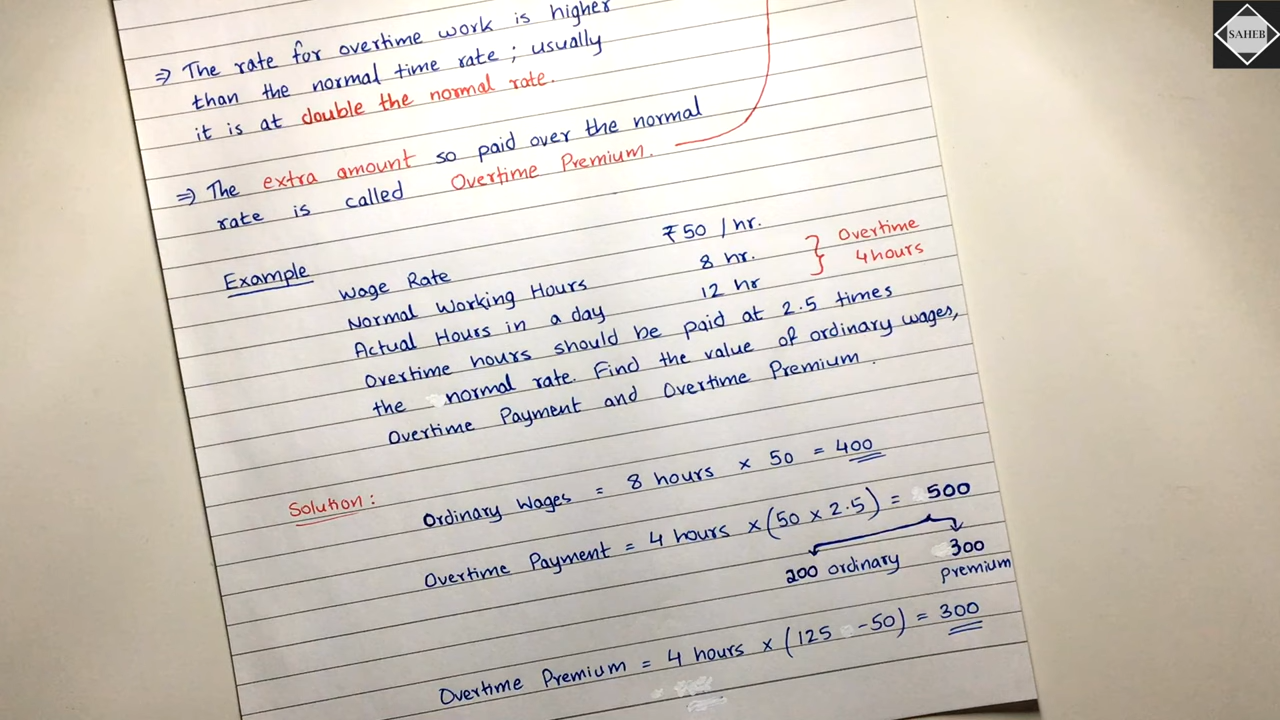 SAHEB
⇒ The rate for overtime work is higher
than the normal time rate ; usually
it is at double the normal rate.
⇒ The extra amount so paid over the normal
rate is called Overtime Premium.
Example Wage Rate ₹50 / hr.
Normal Working Hours 8 hr.
Actual Hours in a day 12 hr
} Overtime
4 hours
Overtime hours should be paid at 2.5 times
the normal rate. Find the value of ordinary wages,
Overtime Payment and Overtime Premium.
Solution : Ordinary Wages = 8 hours × 50 = 400
Overtime Payment = 4 hours × (50 × 2.5) = 500
200 ordinary 300
premium
Overtime Premium = 4 hours × (125 - 50) = 300